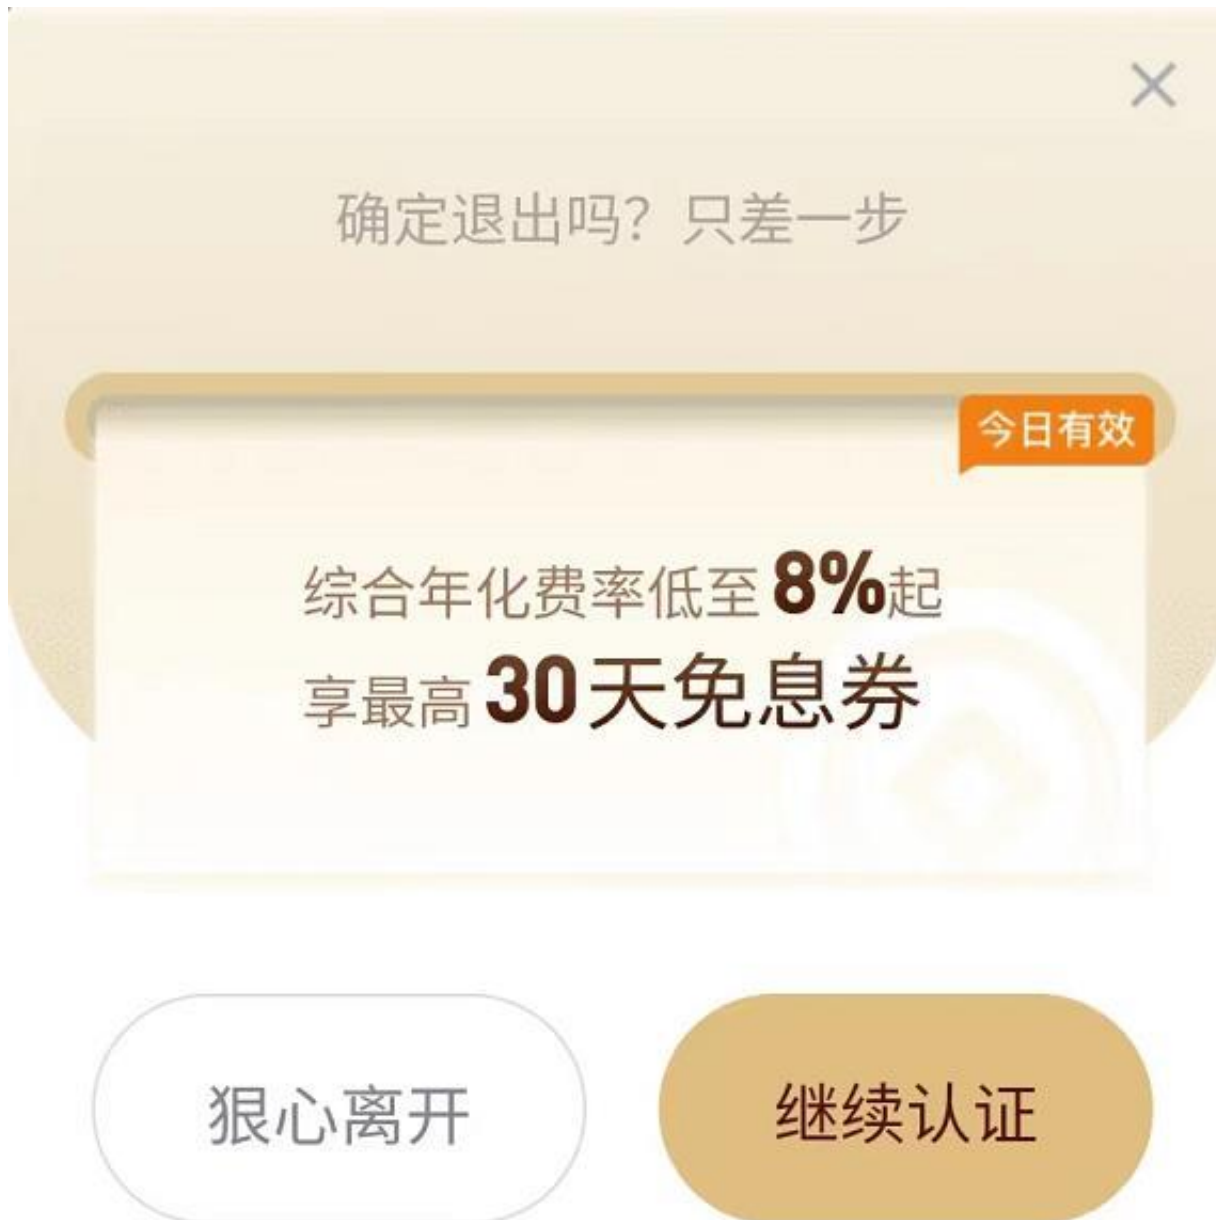 确定退出吗？只差一步
今日有效
综合年化费率低至8%起
享最高30天免息券
狠心离开
继续认证